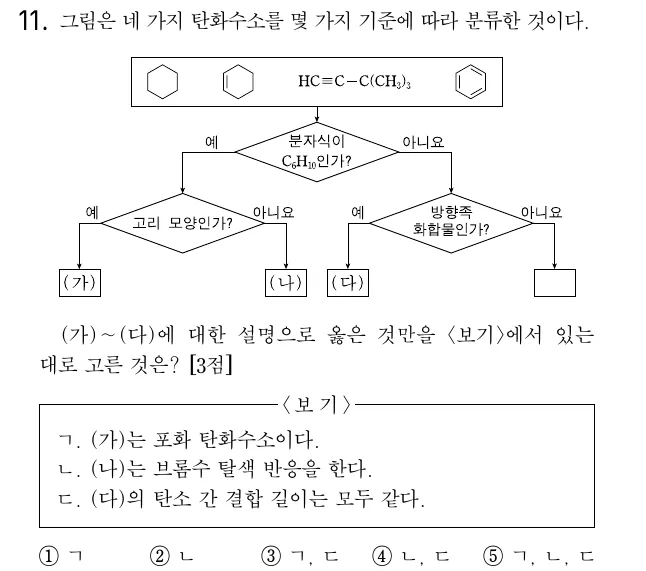 11. 그림은 네 가지 탄화수소를 몇 가지 기준에 따라 분류한 것이다.
HC≡C−C(CH₃)₃
예
분자식이
C₆H₁₀인가?
아니요
예
고리 모양인가?
아니요
예
방향족
화합물인가?
아니요
(가)
(나)
(다)
(가)~(다)에 대한 설명으로 옳은 것만을 〈보기〉에서 있는
대로 고른 것은? [3점]
〈보 기〉
ㄱ. (가)는 포화 탄화수소이다.
ㄴ. (나)는 브롬수 탈색 반응을 한다.
ㄷ. (다)의 탄소 간 결합 길이는 모두 같다.
① ㄱ ② ㄴ ③ ㄱ, ㄷ ④ ㄴ, ㄷ ⑤ ㄱ, ㄴ, ㄷ